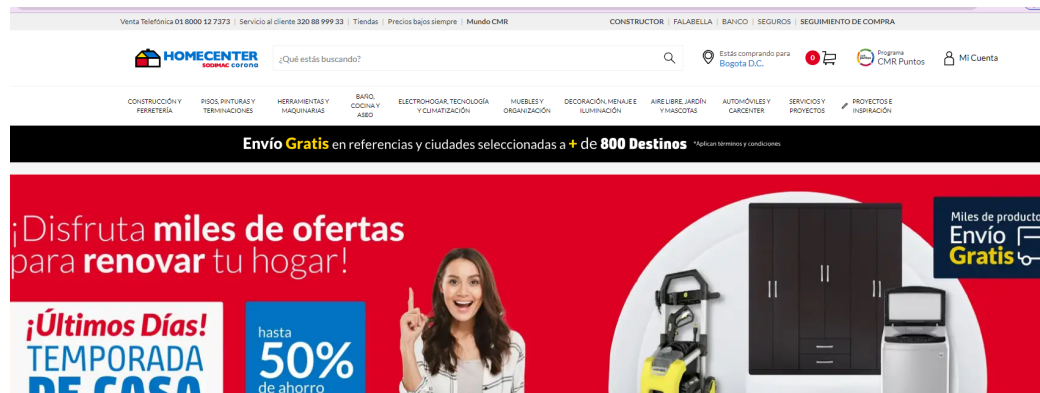 Venta Telefónica 01 8000 12 7373 | Servicio al cliente 320 88 999 33 | Tiendas | Precios bajos siempre | Mundo CMR
CONSTRUCTOR | FALABELLA | BANCO | SEGUROS | SEGUIMIENTO DE COMPRA
HOMECENTER
SODIMAC corona
¿Qué estás buscando?
Estás comprando para
Bogota D.C.
0
Programa
CMR Puntos
Mi Cuenta
CONSTRUCCIÓN Y
FERRETERÍA
PISOS, PINTURAS Y
TERMINACIONES
HERRAMIENTAS Y
MAQUINARIAS
BAÑO,
COCINA Y
ASEO
ELECTROHOGAR, TECNOLOGÍA
Y CLIMATIZACIÓN
MUEBLES Y
ORGANIZACIÓN
DECORACIÓN, MENAJE E
ILUMINACIÓN
AIRE LIBRE, JARDÍN
Y MASCOTAS
AUTOMÓVILES Y
CARCENTER
SERVICIOS Y
PROYECTOS
PROYECTOS E
INSPIRACIÓN
Envío Gratis en referencias y ciudades seleccionadas a + de 800 Destinos *Aplican términos y condiciones
¡Disfruta miles de ofertas
para renovar tu hogar!
¡Últimos Días!
TEMPORADA
DE CASA
hasta
50%
de ahorro
Miles de producto
Envío
Gratis